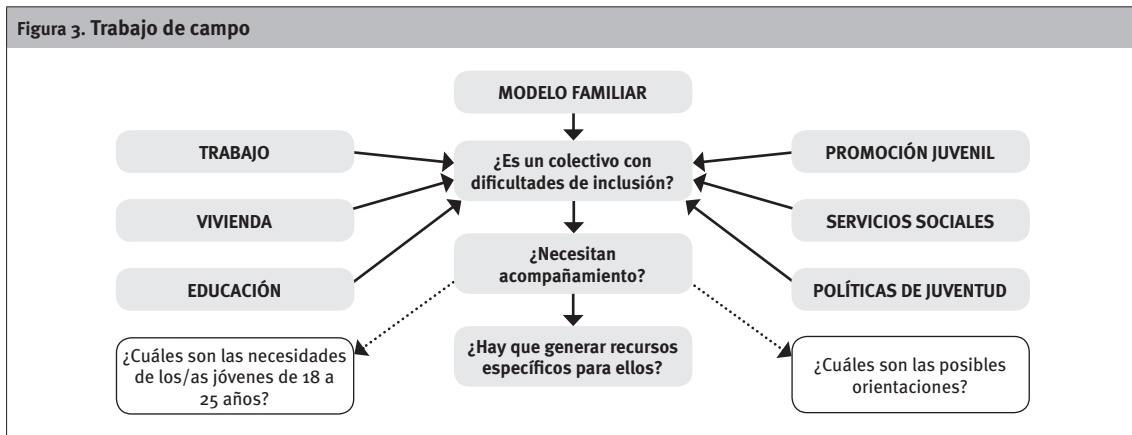 Figura 3. Trabajo de campo
MODELO FAMILIAR
TRABAJO
¿Es un colectivo con
dificultades de inclusión?
PROMOCIÓN JUVENIL
VIVIENDA
SERVICIOS SOCIALES
¿Necesitan
acompañamiento?
EDUCACIÓN
POLÍTICAS DE JUVENTUD
¿Cuáles son las necesidades
de los/as jóvenes de 18 a
25 años?
¿Hay que generar recursos
específicos para ellos?
¿Cuáles son las posibles
orientaciones?